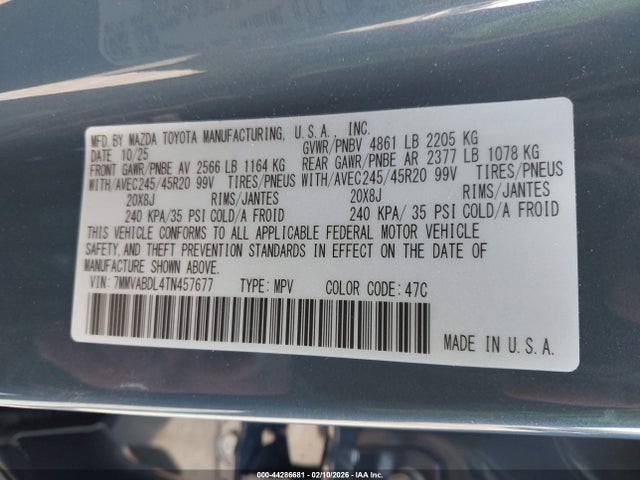 MFD. BY MAZDA TOYOTA MANUFACTURING, U.S.A., INC.
DATE 10/25 GVWR/PNBV 4861 LB 2205 KG
FRONT GAWR/PNBE AV 2566 LB 1164 KG REAR GAWR/PNBE AR 2377 LB 1078 KG
WITH/AVEC245/45R20 99V TIRES/PNEUS WITH/AVEC245/45R20 99V TIRES/PNEUS
20X8J RIMS/JANTES 20X8J RIMS/JANTES
240 KPA/35 PSI COLD/A FROID 240 KPA/ 35 PSI COLD/A FROID
THIS VEHICLE CONFORMS TO ALL APPLICABLE FEDERAL MOTOR VEHICLE
SAFETY, AND THEFT PREVENTION STANDARDS IN EFFECT ON THE DATE OF
MANUFACTURE SHOWN ABOVE.
VIN: 7MMVABDL4TN457677 TYPE: MPV COLOR CODE: 47C
MADE IN U.S.A.
000-44286681 - 02/10/2026 - IAA Inc.